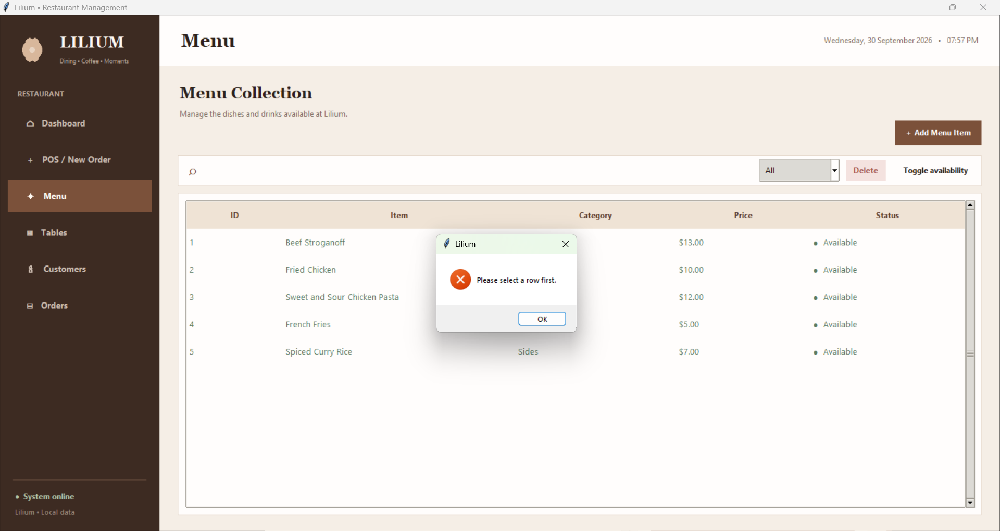 Lilium • Restaurant Management
LILIUM
Dining • Coffee • Moments
RESTAURANT
Dashboard
+ POS / New Order
Menu
Tables
Customers
Orders
• System online
Lilium • Local data
Menu
Wednesday, 30 September 2026 • 07:57 PM
Menu Collection
Manage the dishes and drinks available at Lilium.
+ Add Menu Item
All
Delete
Toggle availability
ID Item Category Price Status
1 Beef Stroganoff $13.00 • Available
2 Fried Chicken $10.00 • Available
3 Sweet and Sour Chicken Pasta $12.00 • Available
4 French Fries $5.00 • Available
5 Spiced Curry Rice Sides $7.00 • Available
Lilium
Please select a row first.
OK